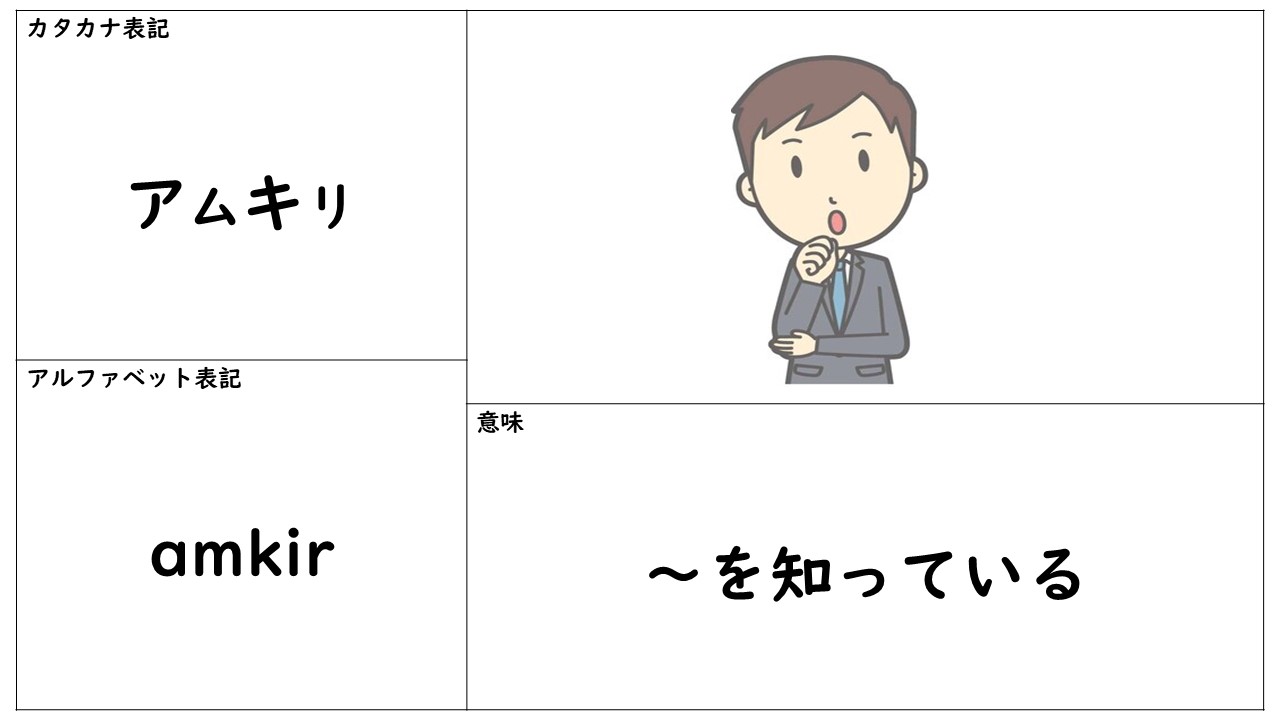 カタカナ表記
アムキㇼ
アルファベット表記
amkir
意味
～を知っている